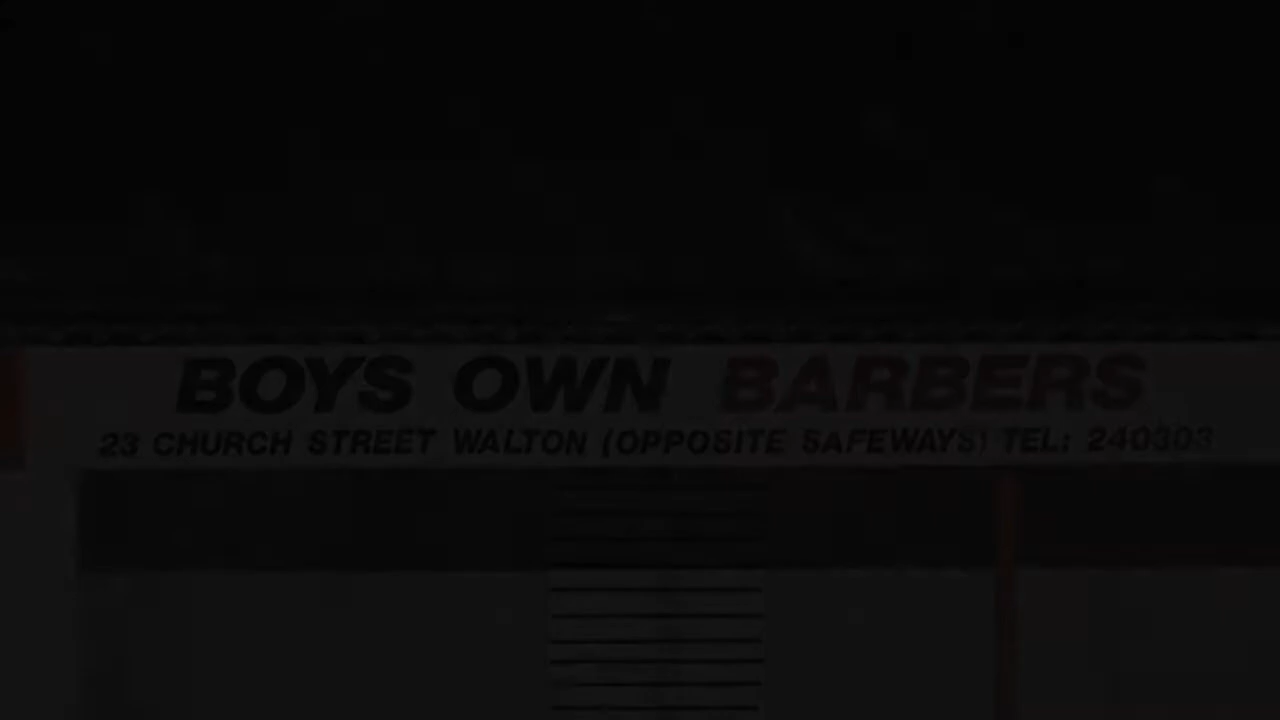 BOYS OWN BARBERS
23 CHURCH STREET WALTON (OPPOSITE SAFEWAYS) TEL: 240303